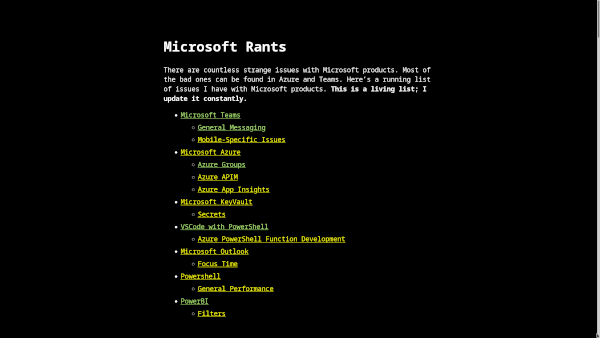 Microsoft Rants
There are countless strange issues with Microsoft products. Most of
the bad ones can be found in Azure and Teams. Here's a running list
of issues I have with Microsoft products. This is a living list; I
update it constantly.
Microsoft Teams
General Messaging
Mobile-Specific Issues
Microsoft Azure
Azure Groups
Azure APIM
Azure App Insights
Microsoft KeyVault
Secrets
VSCode with PowerShell
Azure PowerShell Function Development
Microsoft Outlook
Focus Time
Powershell
General Performance
PowerBI
Filters